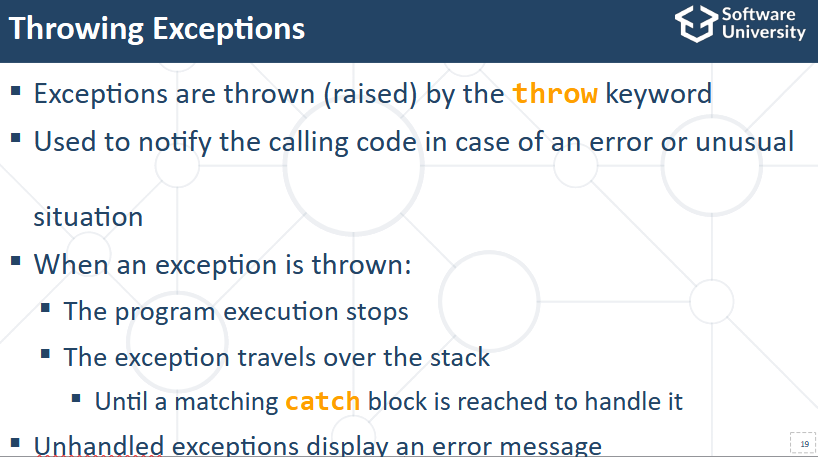 Throwing Exceptions
Software
University
▪ Exceptions are thrown (raised) by the throw keyword
▪ Used to notify the calling code in case of an error or unusual
situation
▪ When an exception is thrown:
▪ The program execution stops
▪ The exception travels over the stack
▪ Until a matching catch block is reached to handle it
▪ Unhandled exceptions display an error message
19